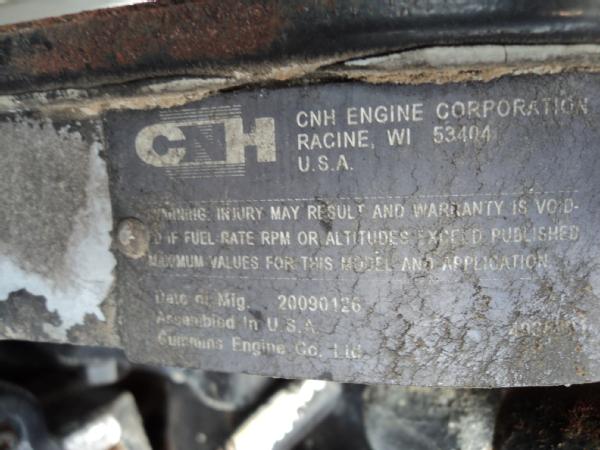 CNH
CNH ENGINE CORPORATION
RACINE, WI 53404
U.S.A.
WARNING: INJURY MAY RESULT AND WARRANTY IS VOID-
ED IF FUEL RATE RPM OR ALTITUDES EXCEED PUBLISHED
MAXIMUM VALUES FOR THIS MODEL AND APPLICATION
Date of Mfg. 20090126
Assembled In U.S.A.
Cummins Engine Co. Ltd.